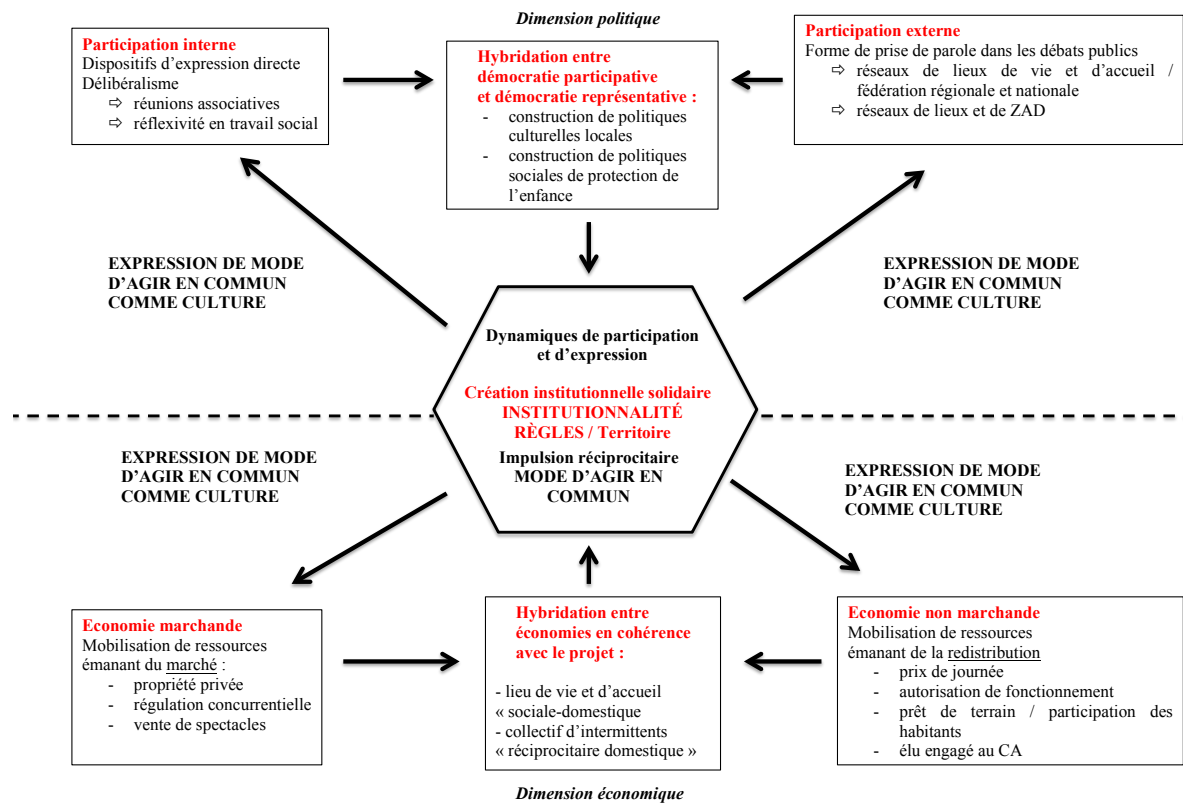 Dimension politique
Participation interne
Dispositifs d'expression directe
Délibéralisme
⇨ réunions associatives
⇨ réflexivité en travail social
Hybridation entre
démocratie participative
et démocratie représentative :
- construction de politiques
culturelles locales
- construction de politiques
sociales de protection de
l'enfance
Participation externe
Forme de prise de parole dans les débats publics
⇨ réseaux de lieux de vie et d'accueil /
fédération régionale et nationale
⇨ réseaux de lieux et de ZAD
EXPRESSION DE MODE
D'AGIR EN COMMUN
COMME CULTURE
EXPRESSION DE MODE
D'AGIR EN COMMUN
COMME CULTURE
Dynamiques de participation
et d'expression
Création institutionnelle solidaire
INSTITUTIONNALITÉ
RÈGLES / Territoire
Impulsion réciprocitaire
MODE D'AGIR EN
COMMUN
EXPRESSION DE MODE
D'AGIR EN COMMUN
COMME CULTURE
EXPRESSION DE MODE
D'AGIR EN COMMUN
COMME CULTURE
Economie marchande
Mobilisation de ressources
émanant du marché :
- propriété privée
- régulation concurrentielle
- vente de spectacles
Hybridation entre
économies en cohérence
avec le projet :
- lieu de vie et d'accueil
« sociale-domestique
- collectif d'intermittents
« réciprocitaire domestique »
Economie non marchande
Mobilisation de ressources
émanant de la redistribution
- prix de journée
- autorisation de fonctionnement
- prêt de terrain / participation des
habitants
- élu engagé au CA
Dimension économique